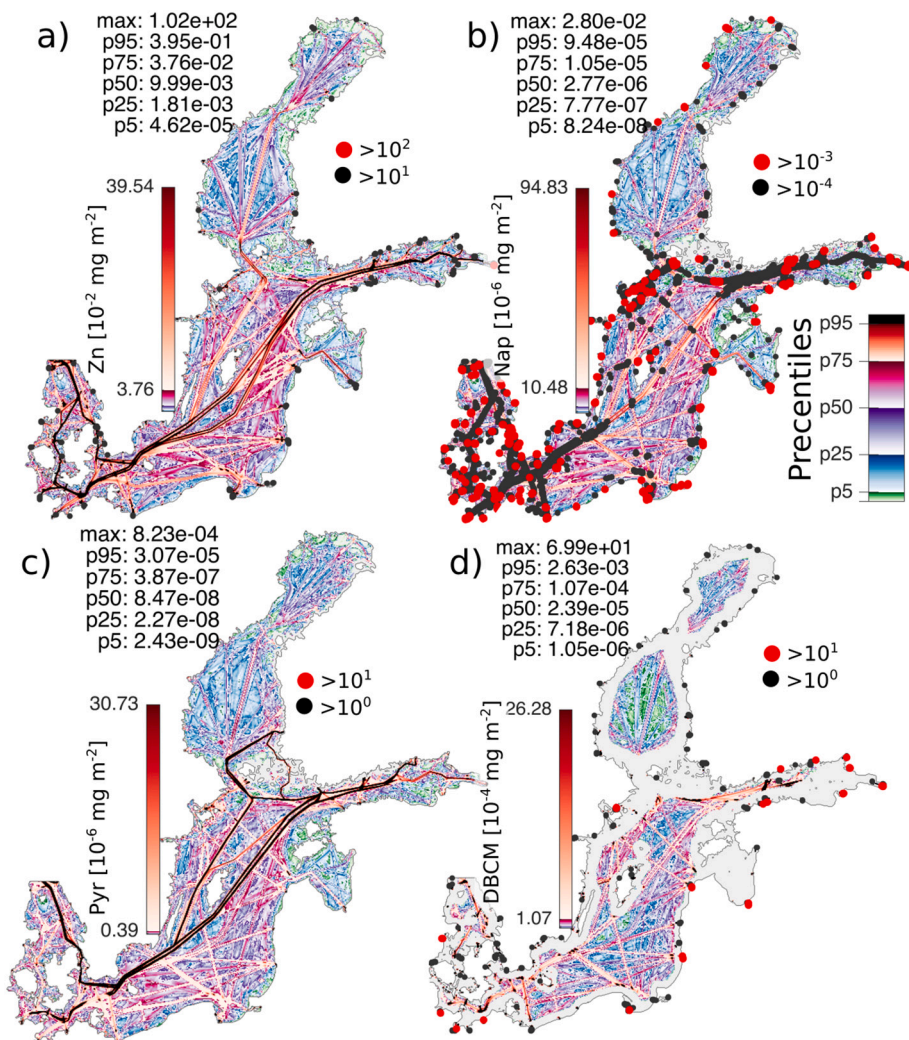 a)
max: 1.02e+02
p95: 3.95e-01
p75: 3.76e-02
p50: 9.99e-03
p25: 1.81e-03
p5: 4.62e-05
>10²
>10¹
39.54
3.76
Zn [10⁻² mg m⁻²]
b)
max: 2.80e-02
p95: 9.48e-05
p75: 1.05e-05
p50: 2.77e-06
p25: 7.77e-07
p5: 8.24e-08
>10⁻³
>10⁻⁴
94.83
10.48
Nap [10⁻⁶ mg m⁻²]
Precentiles
p95
p75
p50
p25
p5
c)
max: 8.23e-04
p95: 3.07e-05
p75: 3.87e-07
p50: 8.47e-08
p25: 2.27e-08
p5: 2.43e-09
>10¹
>10⁰
30.73
0.39
Pyr [10⁻⁶ mg m⁻²]
d)
max: 6.99e+01
p95: 2.63e-03
p75: 1.07e-04
p50: 2.39e-05
p25: 7.18e-06
p5: 1.05e-06
>10¹
>10⁰
26.28
1.07
DBCM [10⁻⁴ mg m⁻²]